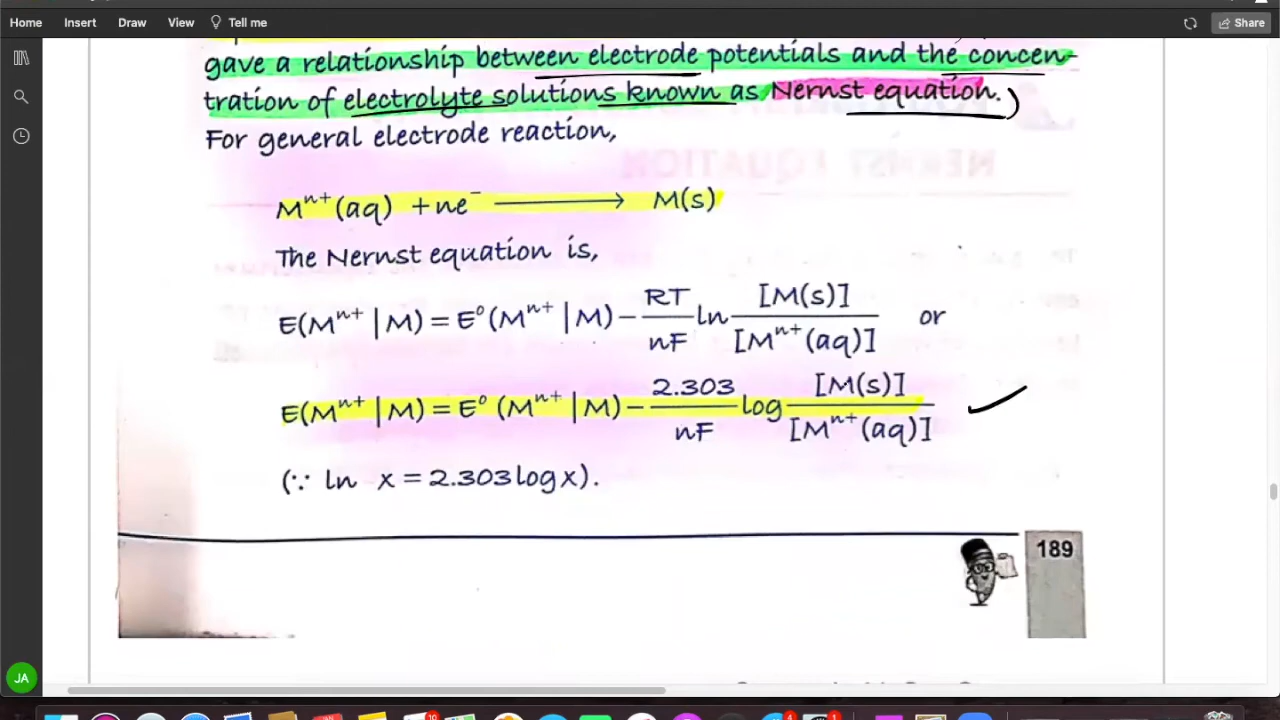 Home Insert Draw View Tell me Share
gave a relationship between electrode potentials and the concen-
tration of electrolyte solutions known as Nernst equation.)
For general electrode reaction,
Mⁿ⁺(aq) + ne⁻ ⟶ M(s)
The Nernst equation is,
E(Mⁿ⁺ | M) = E⁰(Mⁿ⁺ | M) − RT/nF ln [M(s)]/[Mⁿ⁺(aq)] or
E(Mⁿ⁺ | M) = E⁰ (Mⁿ⁺ | M) − 2.303/nF log [M(s)]/[Mⁿ⁺(aq)]
(∵ ln x = 2.303 log x).
189
JA